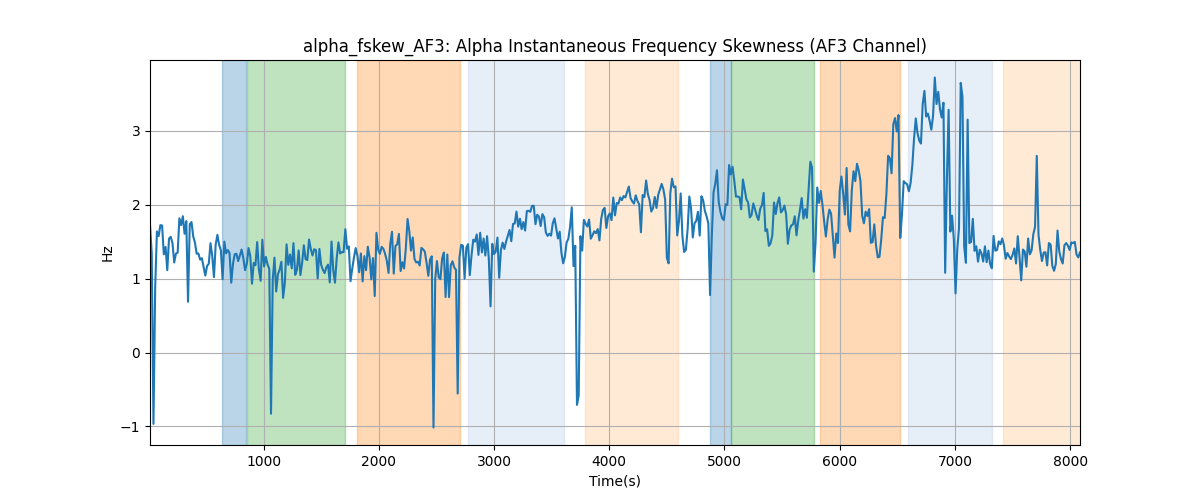 alpha_fskew_AF3: Alpha Instantaneous Frequency Skewness (AF3 Channel)
Hz
3
2
1
0
−1
1000 2000 3000 4000 5000 6000 7000 8000
Time(s)